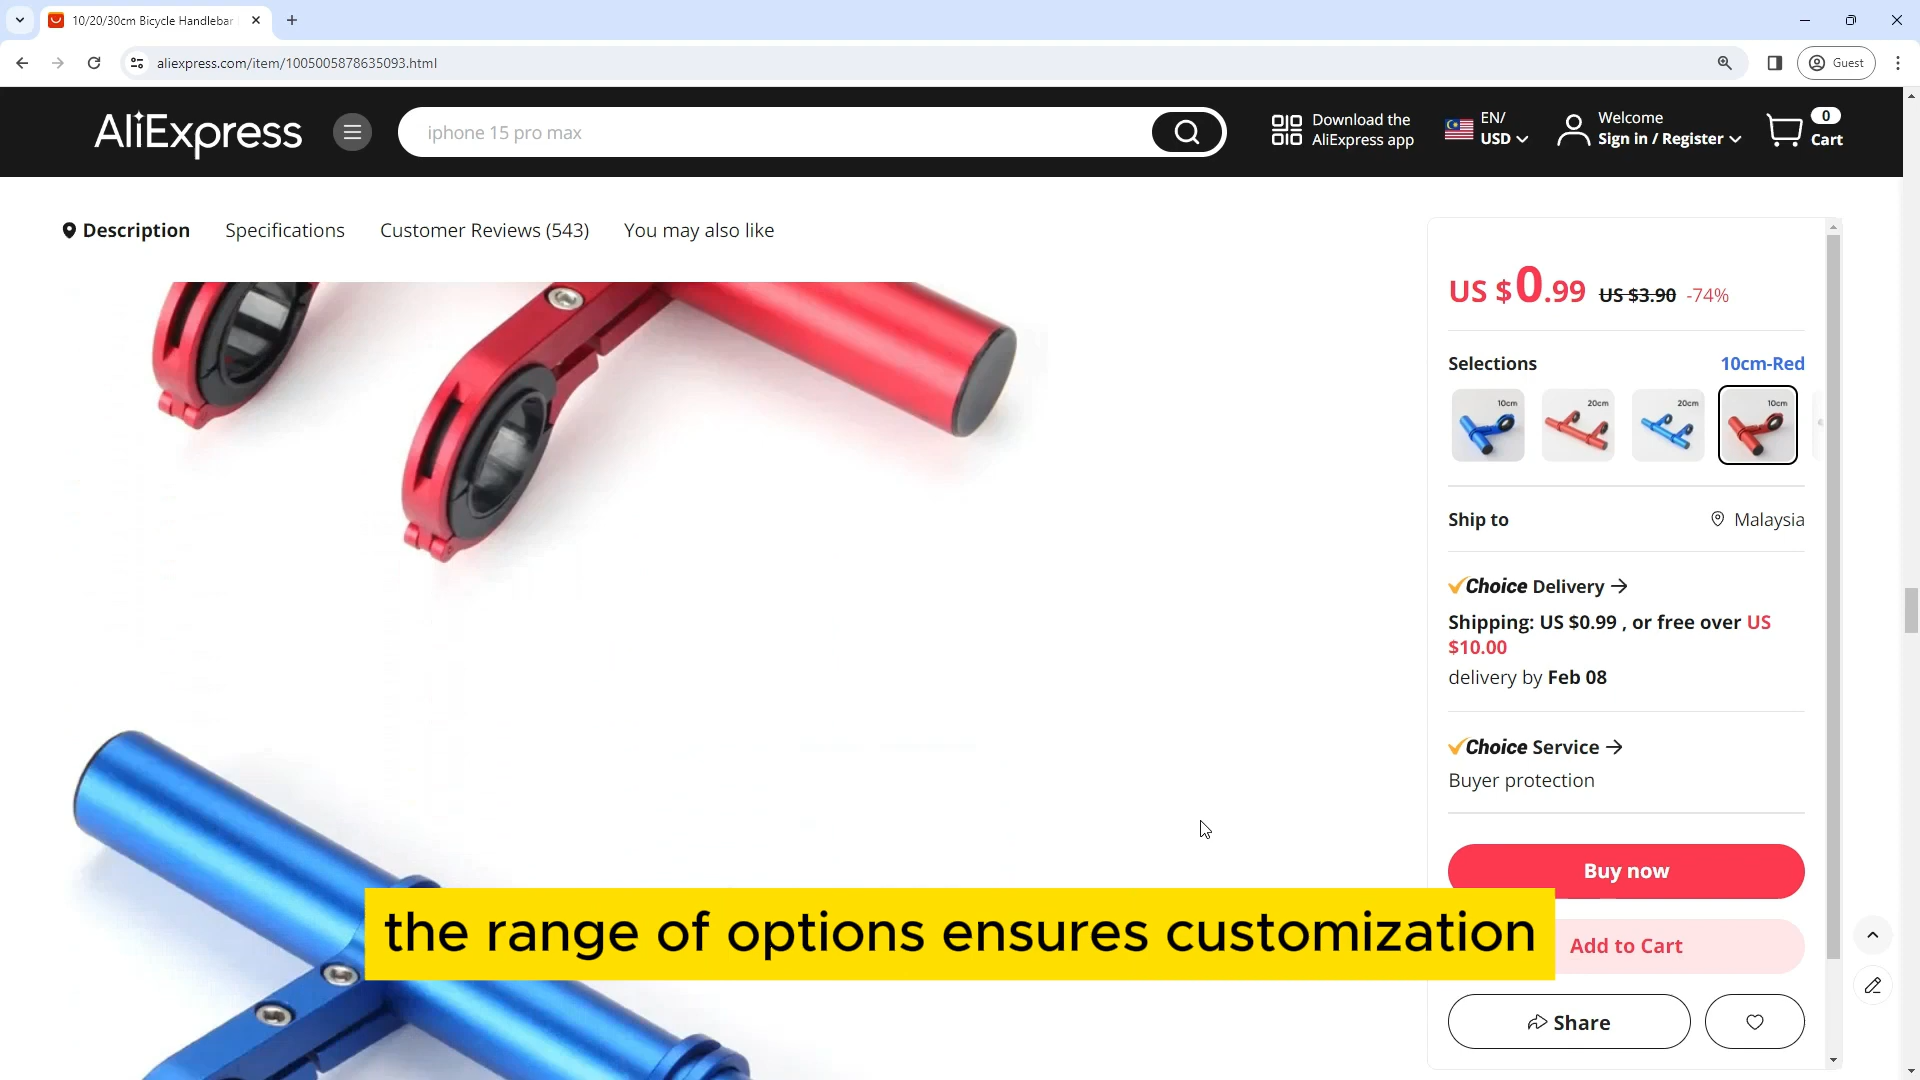 10/20/30cm Bicycle Handlebar
aliexpress.com/item/1005005878635093.html
Guest
AliExpress
iphone 15 pro max
Download the
AliExpress app
EN/
USD
Welcome
Sign in / Register
0
Cart
Description
Specifications
Customer Reviews (543)
You may also like
US $0.99 US $3.90 -74%
Selections
10cm-Red
10cm
20cm
20cm
10cm
Ship to
Malaysia
Choice Delivery
Shipping: US $0.99 , or free over US
$10.00
delivery by Feb 08
Choice Service
Buyer protection
Buy now
the range of options ensures customization
Add to Cart
Share